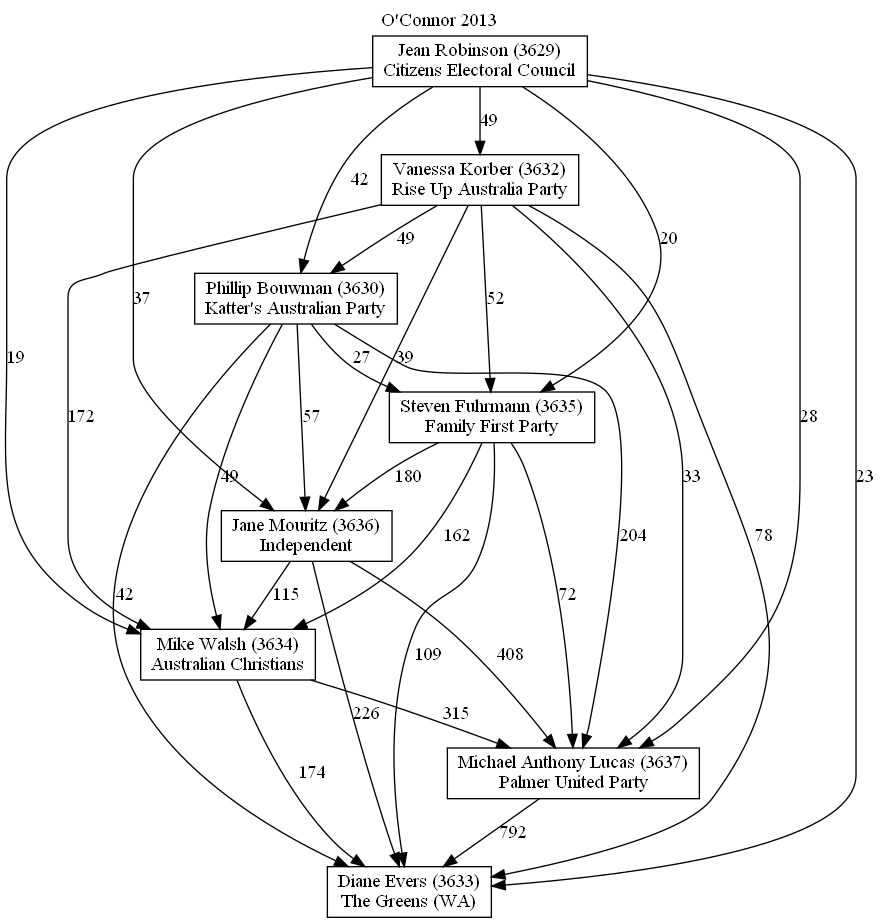 O'Connor 2013
Jean Robinson (3629)
Citizens Electoral Council
49
Vanessa Korber (3632)
Rise Up Australia Party
42
49
20
Phillip Bouwman (3630)
Katter's Australian Party
37
52
19
27
39
Steven Fuhrmann (3635)
Family First Party
172
57
28
49
180
33
23
Jane Mouritz (3636)
Independent
162
204
78
42
115
72
Mike Walsh (3634)
Australian Christians
109
408
226
315
Michael Anthony Lucas (3637)
Palmer United Party
174
792
Diane Evers (3633)
The Greens (WA)